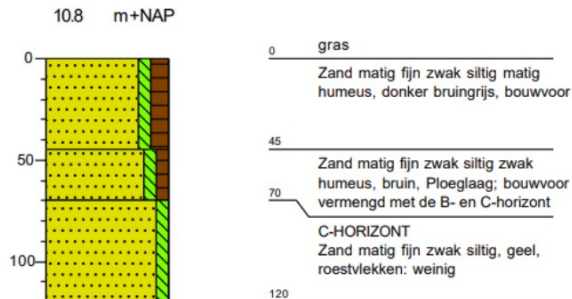 10.8 m+NAP
0
50
100
0 gras
Zand matig fijn zwak siltig matig
humeus, donker bruingrijs, bouwvoor
45
Zand matig fijn zwak siltig zwak
humeus, bruin, Ploeglaag; bouwvoor
70 vermengd met de B- en C-horizont
C-HORIZONT
Zand matig fijn zwak siltig, geel,
roestvlekken: weinig
120